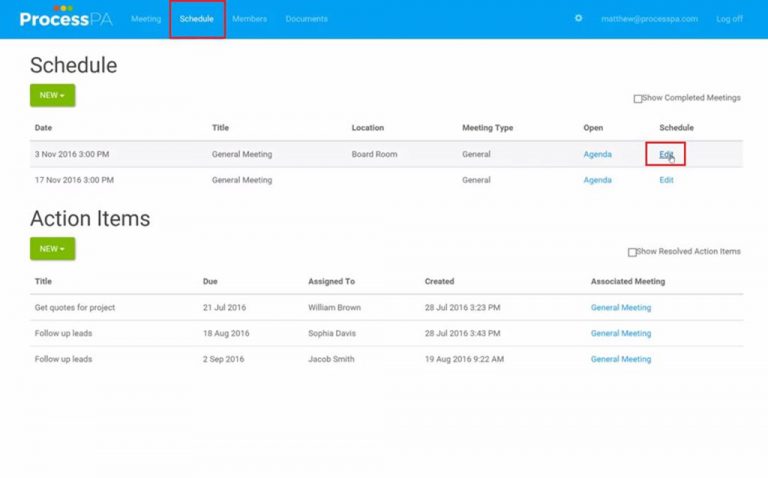 ProcessPA Meeting Schedule Members Documents matthew@processpa.com Log off
Schedule
NEW
Show Completed Meetings
Date Title Location Meeting Type Open Schedule
3 Nov 2016 3:00 PM General Meeting Board Room General Agenda Edit
17 Nov 2016 3:00 PM General Meeting General Agenda Edit
Action Items
NEW
Show Resolved Action Items
Title Due Assigned To Created Associated Meeting
Get quotes for project 21 Jul 2016 William Brown 28 Jul 2016 3:23 PM General Meeting
Follow up leads 18 Aug 2016 Sophia Davis 28 Jul 2016 3:43 PM General Meeting
Follow up leads 2 Sep 2016 Jacob Smith 19 Aug 2016 9:22 AM General Meeting